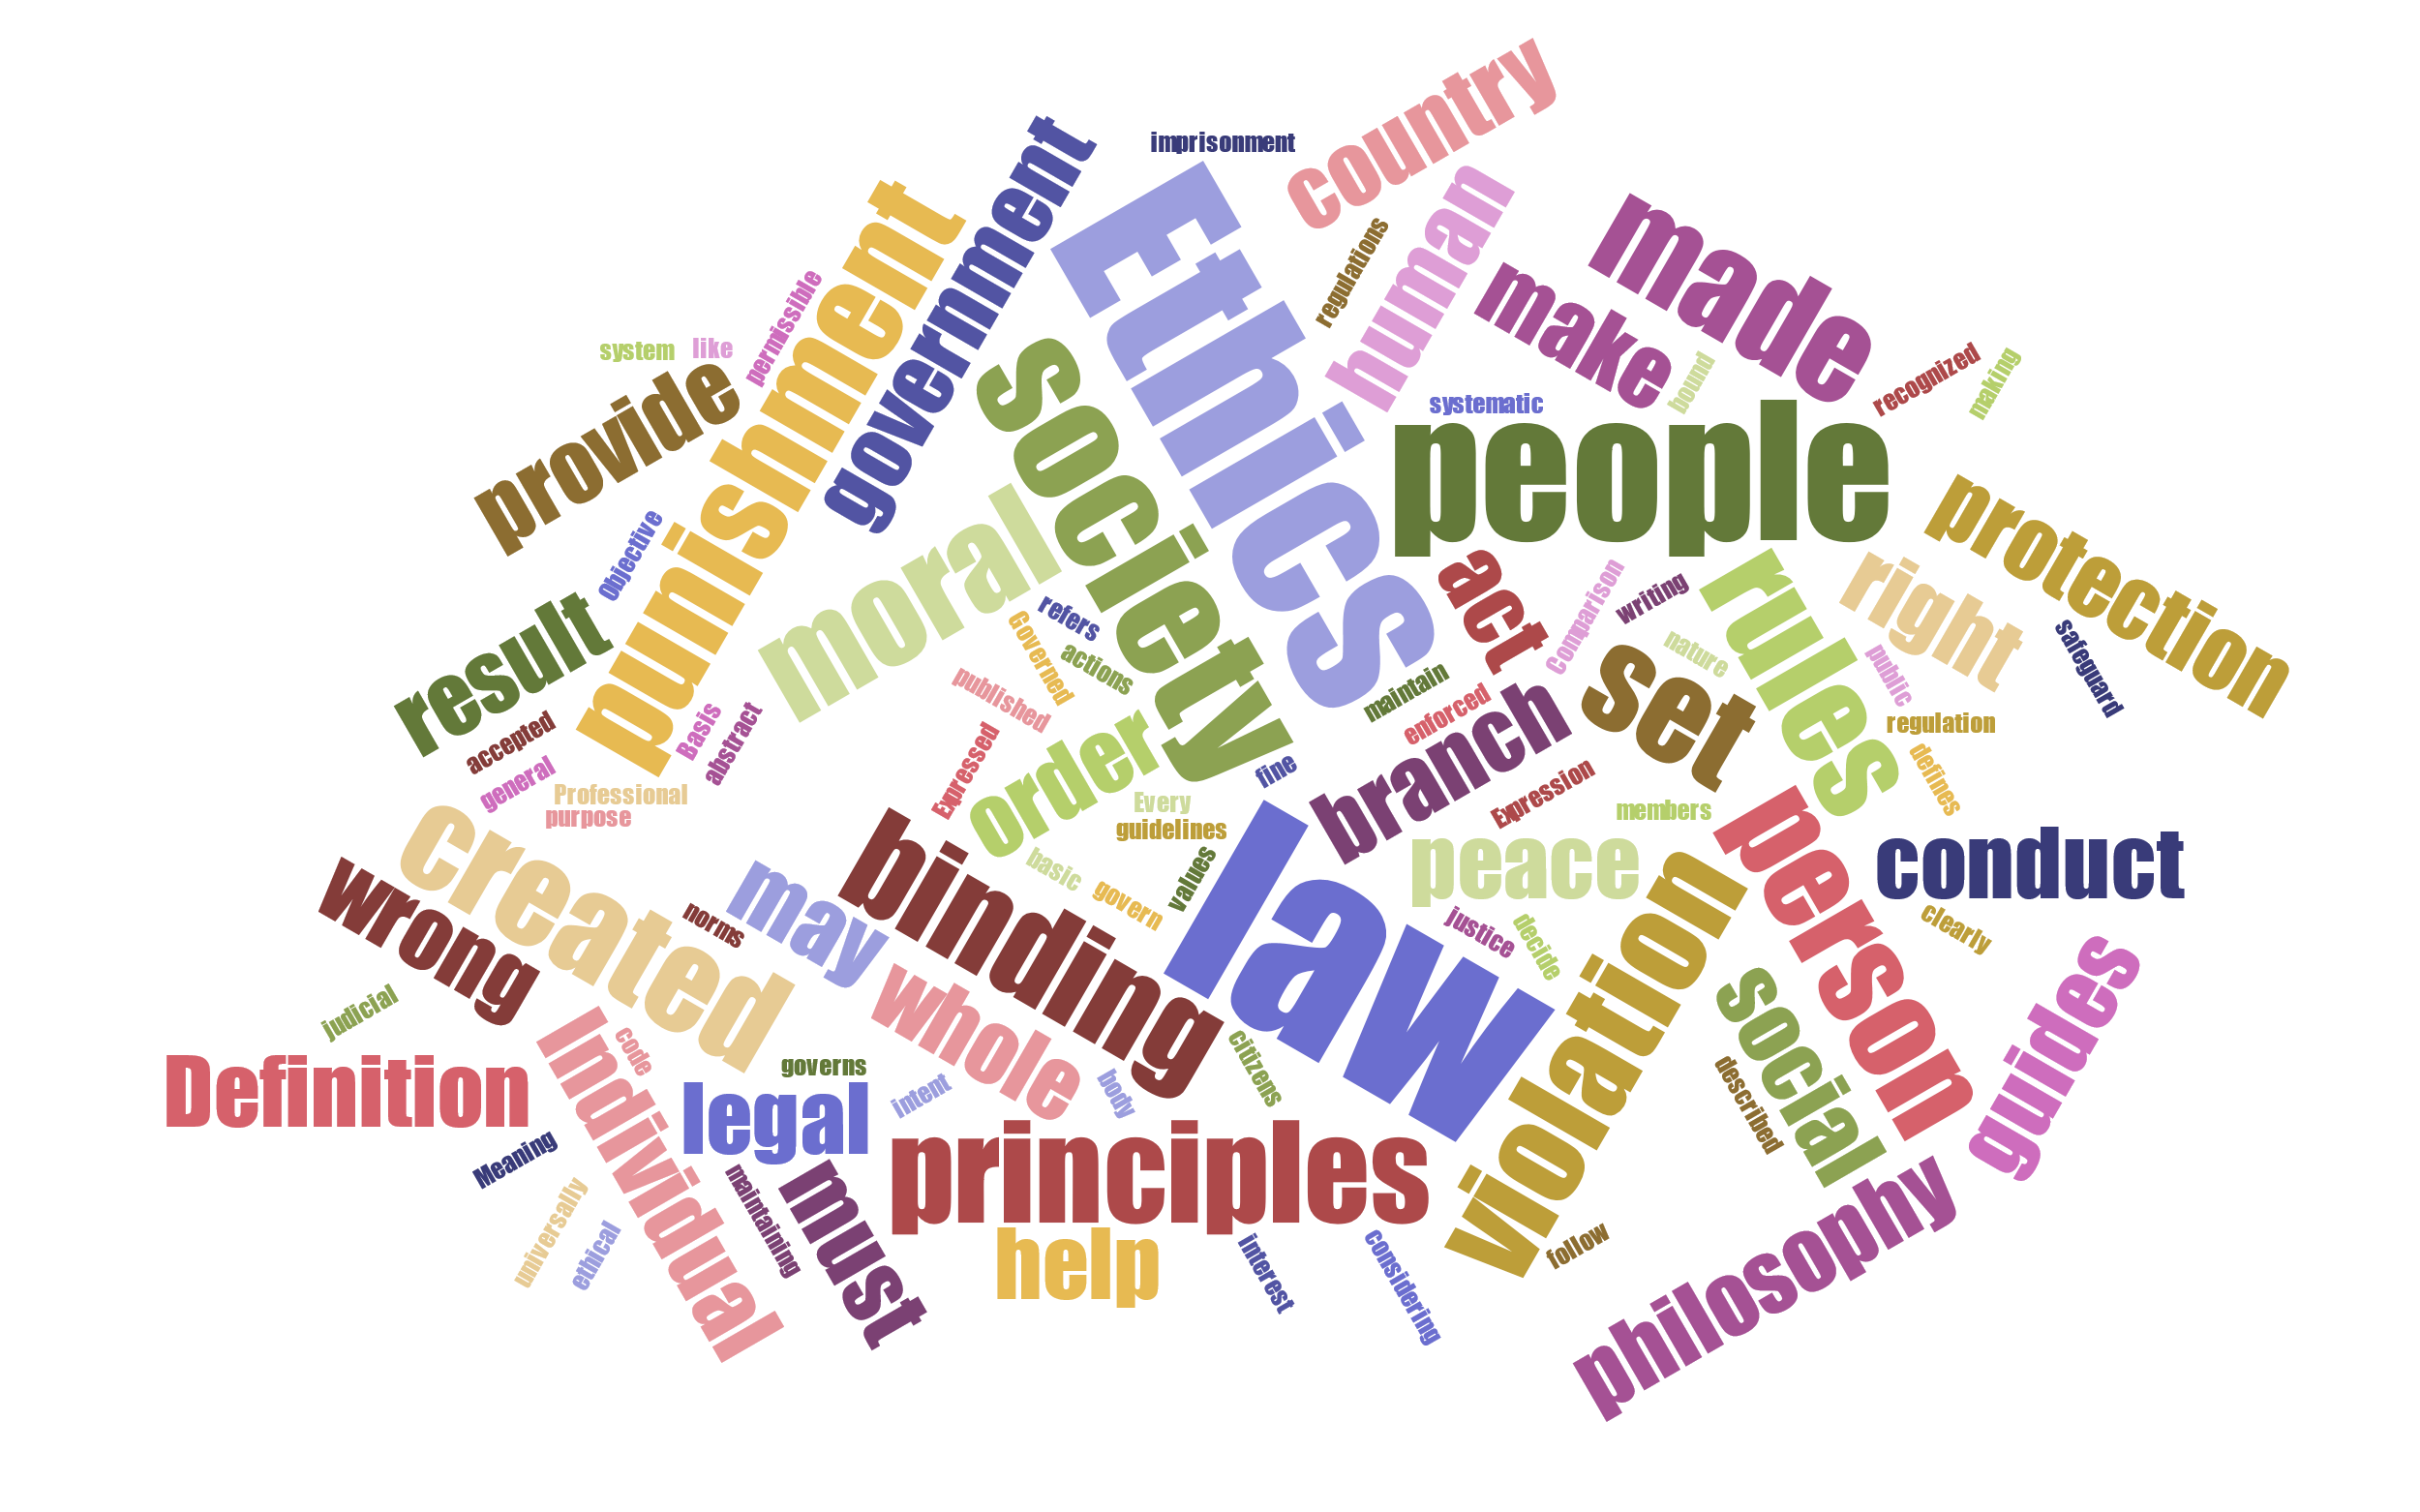 country
imprisonment
government
Ethics
human
regulations
made
make
punishment
permissible
system
like
provide
society
systematic
bound
recognized
making
people
protection
moral
Objective
result
refers
Governed
actions
act
Comparison
writing
nature
rules
right
public
safeguard
published
maintain
enforced
set
regulation
defines
accepted
general
Basis
abstract
Professional
purpose
Expressed
order
fine
branch
Expression
members
Every
guidelines
basic
govern
values
law
peace
person
conduct
clearly
created
wrong
norms
may
binding
whole
justice
decide
violation
social
guides
described
judicial
code
Definition
individual
governs
legal
intent
body
citizens
principles
Meaning
universally
ethical
maintaining
must
help
interest
Considering
follow
philosophy